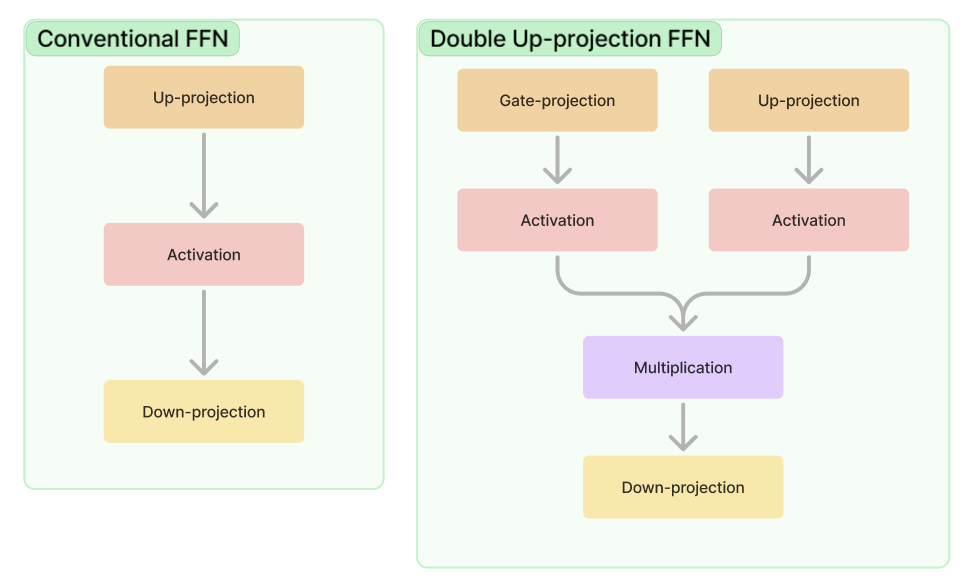 Conventional FFN
Up-projection
Activation
Down-projection
Double Up-projection FFN
Gate-projection
Up-projection
Activation
Activation
Multiplication
Down-projection